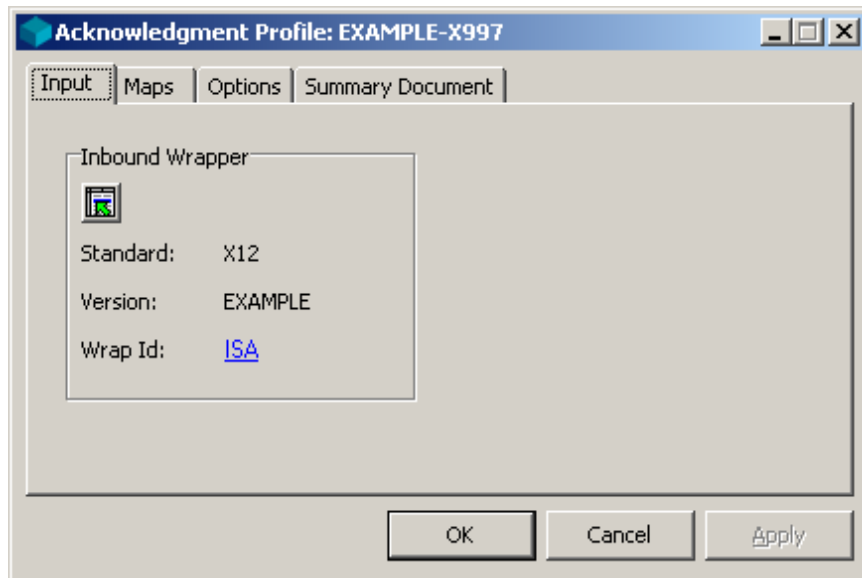 Acknowledgment Profile: EXAMPLE-X997
Input Maps Options Summary Document
Inbound Wrapper
Standard: X12
Version: EXAMPLE
Wrap Id: ISA
OK Cancel Apply